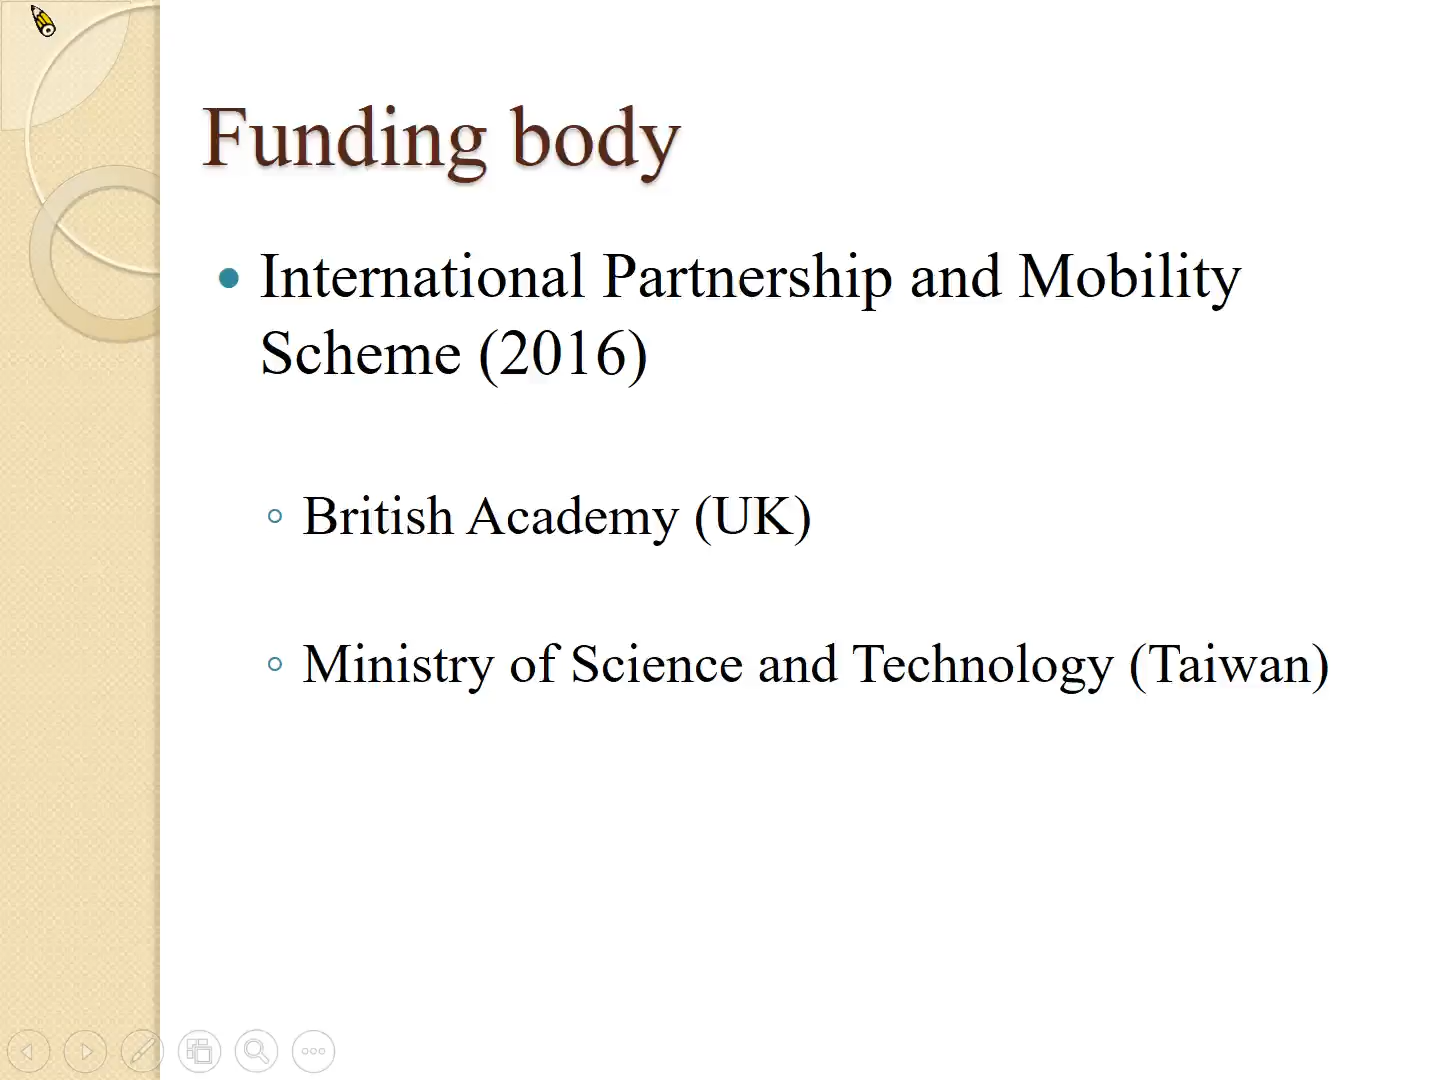 Funding body
International Partnership and Mobility
Scheme (2016)
British Academy (UK)
Ministry of Science and Technology (Taiwan)